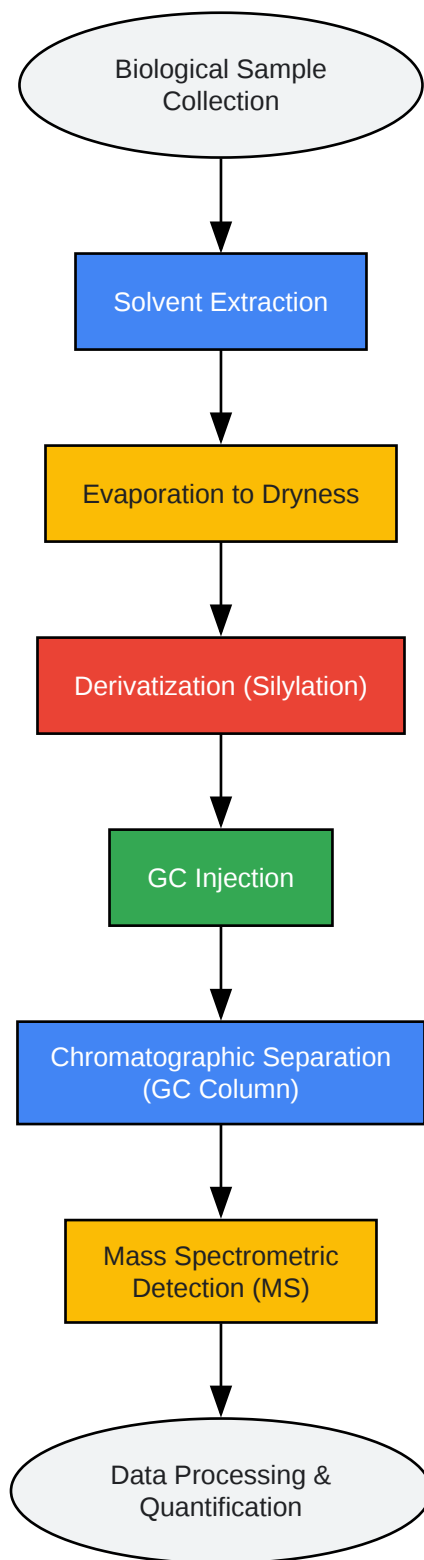 Biological Sample
Collection
Solvent Extraction
Evaporation to Dryness
Derivatization (Silylation)
GC Injection
Chromatographic Separation
(GC Column)
Mass Spectrometric
Detection (MS)
Data Processing &
Quantification